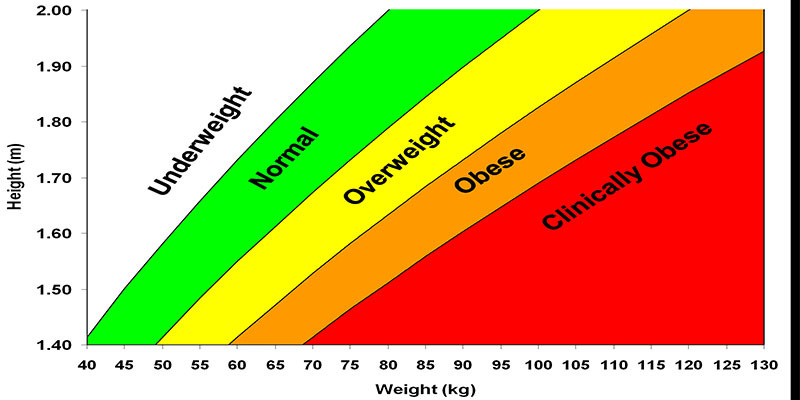 2.00
1.90
1.80
1.70
1.60
1.50
1.40
Height (m)
Underweight
Normal
Overweight
Obese
Clinically Obese
40 45 50 55 60 65 70 75 80 85 90 95 100 105 110 115 120 125 130
Weight (kg)